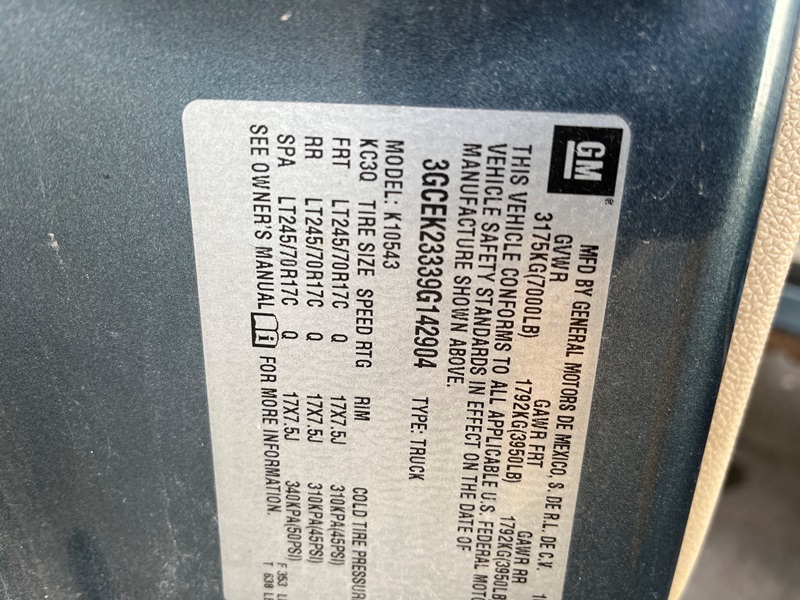 GM
MFD BY GENERAL MOTORS DE MEXICO, S. DE R.L. DE C.V.
GVWR GAWR FRT GAWR RR
3175KG(7000LB) 1792KG(3950LB) 1792KG(3950LB
THIS VEHICLE CONFORMS TO ALL APPLICABLE U.S. FEDERAL MOTO
VEHICLE SAFETY STANDARDS IN EFFECT ON THE DATE OF
MANUFACTURE SHOWN ABOVE.
3GCEK23339G142904 TYPE: TRUCK
MODEL: K10543
KC3Q TIRE SIZE SPEED RTG RIM COLD TIRE PRESSUR
FRT LT245/70R17C Q 17X7.5J 310KPA(45PSI)
RR LT245/70R17C Q 17X7.5J 310KPA(45PSI)
SPA LT245/70R17C Q 17X7.5J 340KPA(50PSI)
SEE OWNER'S MANUAL FOR MORE INFORMATION.
F 353
T 638